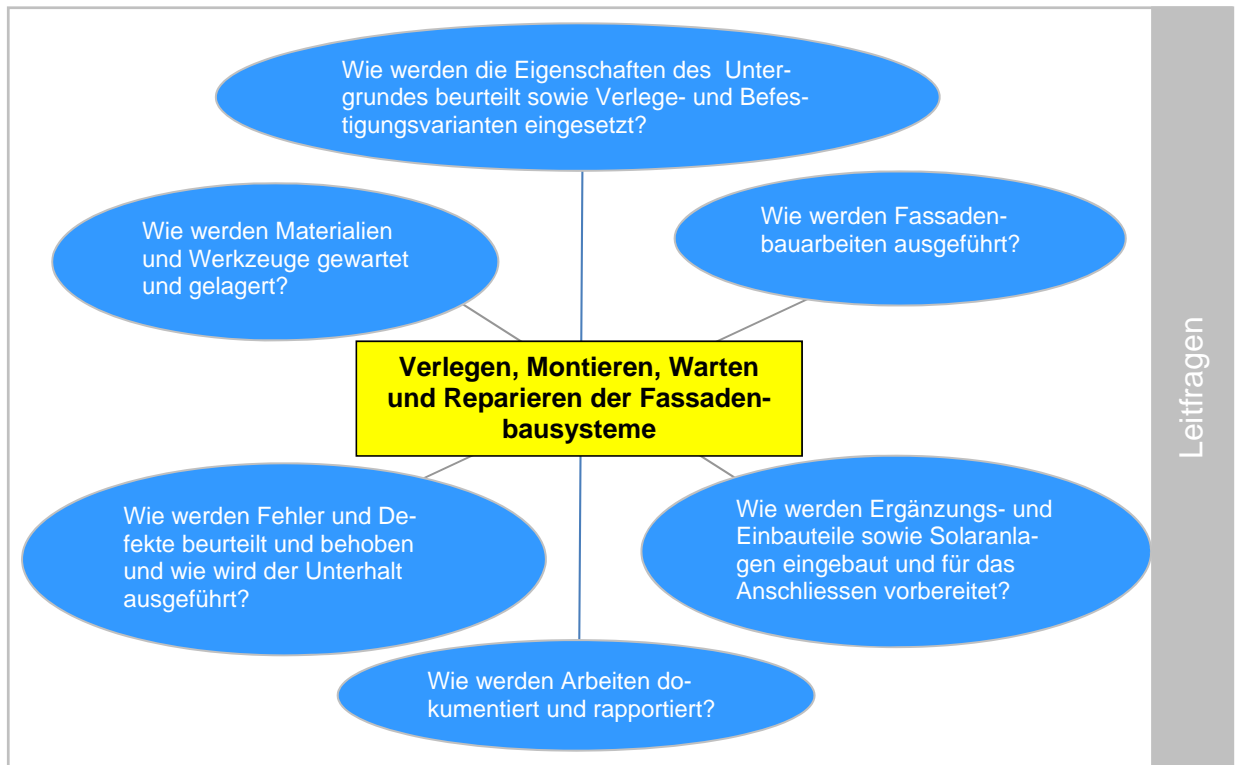 Wie werden die Eigenschaften des Unter-
grundes beurteilt sowie Verlege- und Befes-
tigungsvarianten eingesetzt?
Wie werden Materialien
und Werkzeuge gewartet
und gelagert?
Wie werden Fassaden-
bauarbeiten ausgeführt?
Verlegen, Montieren, Warten
und Reparieren der Fassaden-
bausysteme
Wie werden Fehler und De-
fekte beurteilt und behoben
und wie wird der Unterhalt
ausgeführt?
Wie werden Ergänzungs- und
Einbauteile sowie Solaranla-
gen eingebaut und für das
Anschliessen vorbereitet?
Wie werden Arbeiten do-
kumentiert und rapportiert?
Leitfragen